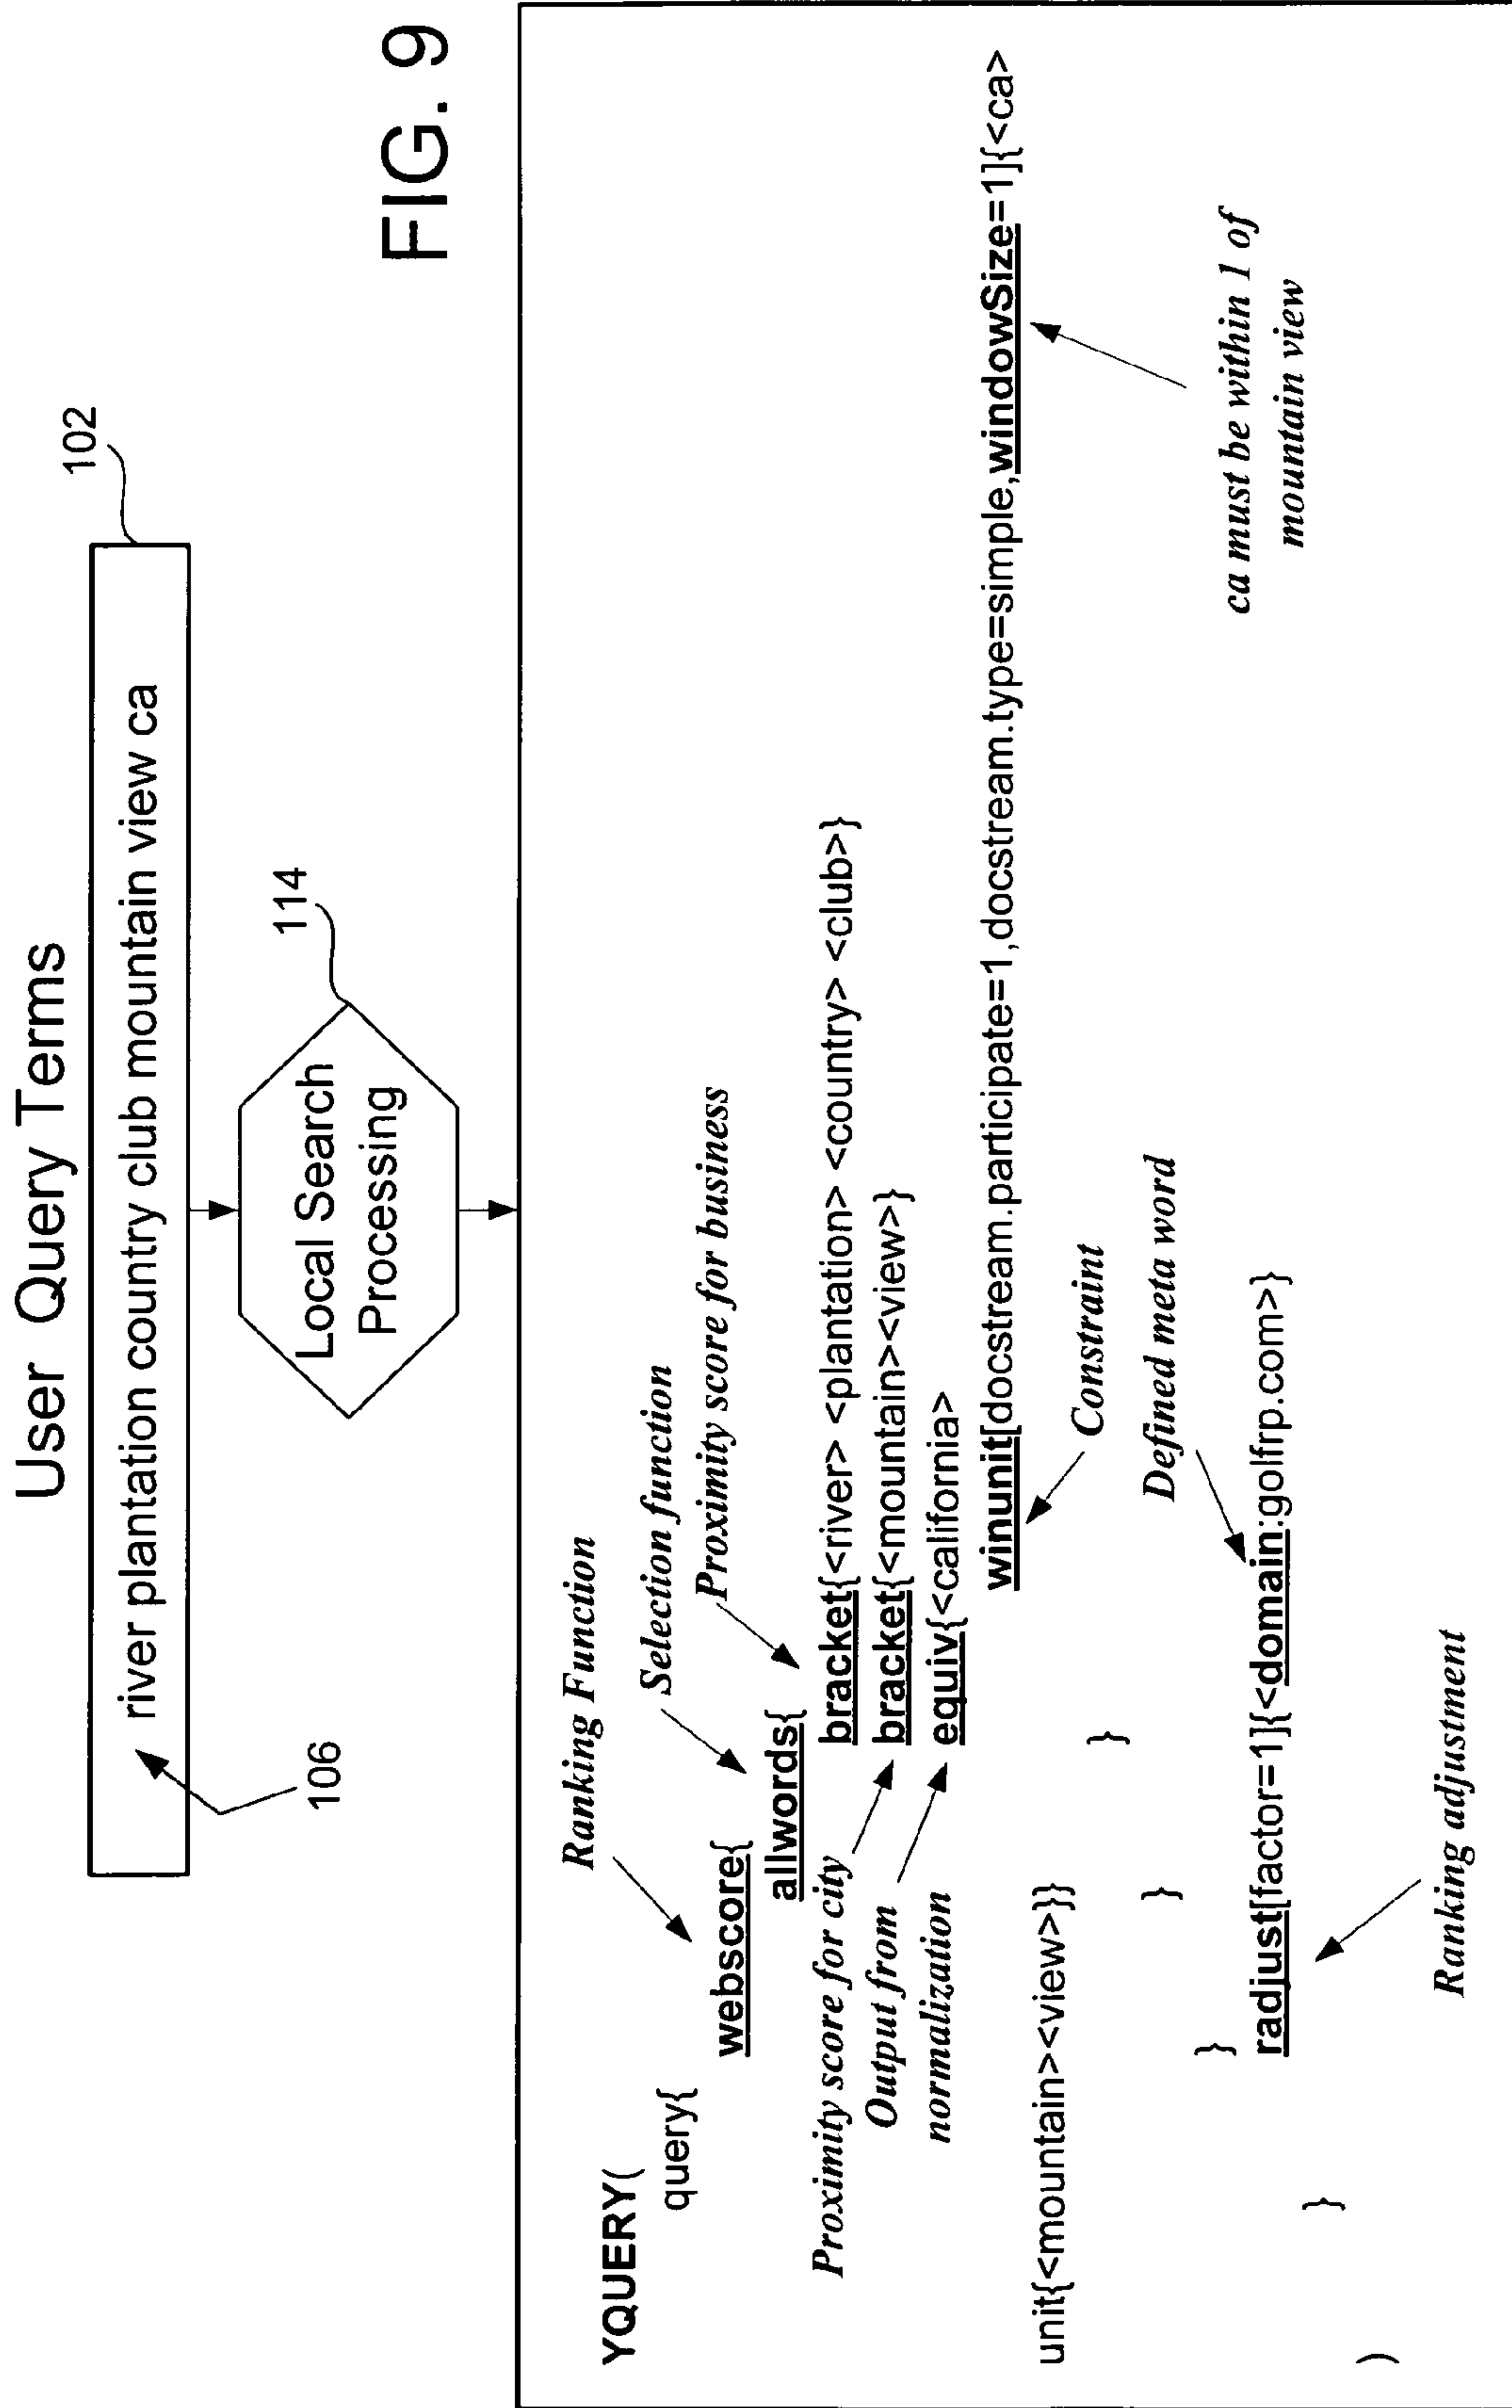 User Query Terms
102
river plantation country club mountain view ca
106
114
Local Search
Processing
FIG. 9
Ranking Function
YQUERY(
Selection function
query{
Proximity score for business
webscore{
allwords{
Proximity score for city
bracket{<river> <plantation> <country> <club>}
Output from
bracket{<mountain><view>}
normalization
equiv{<california>
winunit[docstream.participate=1,docstream.type=simple,windowSize=1]{<ca>
unit{<mountain><view>}}
Constraint
}
Defined meta word
}
ca must be within 1 of
mountain view
}
radjust[factor=1]{<domain:golfrp.com>}
}
)
Ranking adjustment